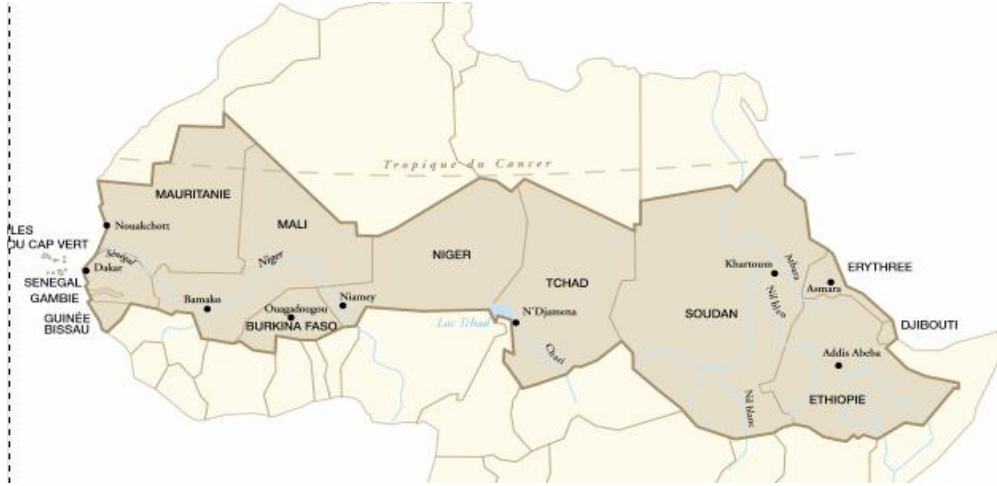 Tropique du Cancer
MAURITANIE
Nouakchott
MALI
LES
DU CAP VERT
Sénégal
Dakar
SENEGAL
GAMBIE
GUINÉE
BISSAU
Bamako
Niger
Ouagadougou
BURKINA FASO
Niamey
NIGER
Lac Tchad
TCHAD
N'Djamena
Chari
SOUDAN
Khartoum
Atbara
Nil bleu
Nil blanc
ERYTHREE
Asmara
DJIBOUTI
Addis Abeba
ETHIOPIE